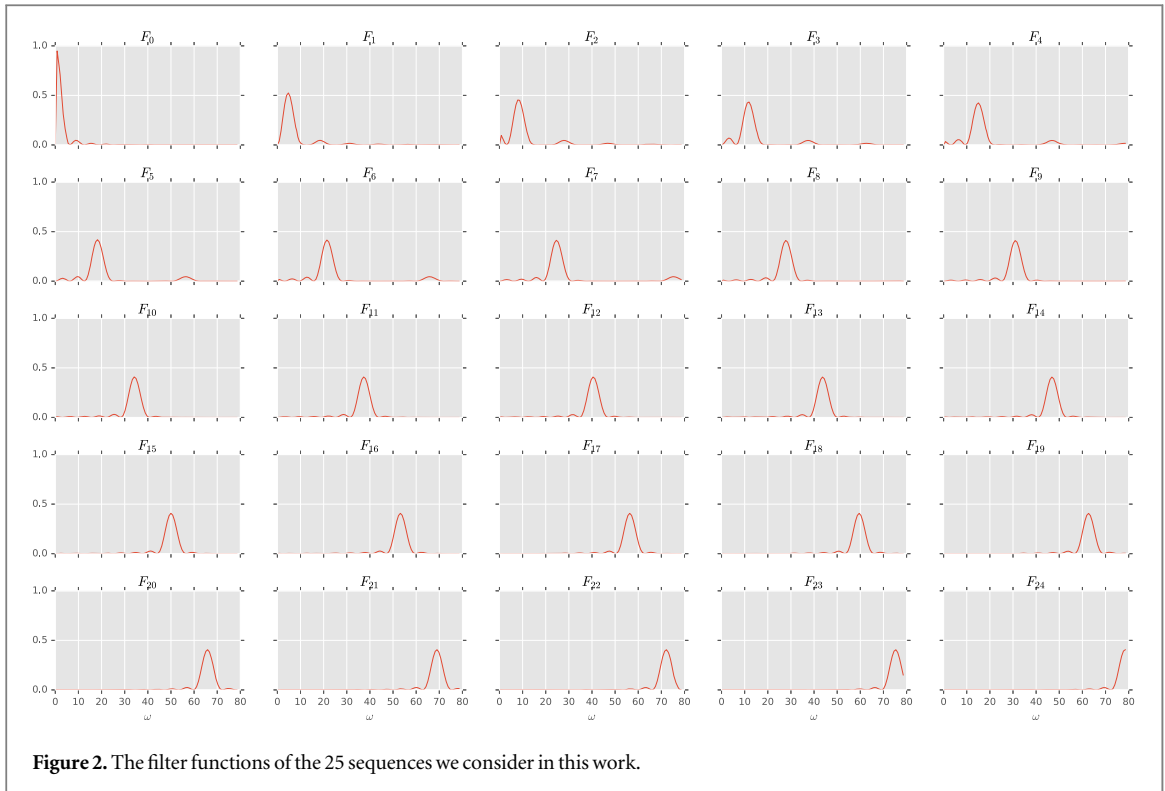 F0 F1 F2 F3 F4
1.0
0.5
0.0
F5 F6 F7 F8 F9
1.0
0.5
0.0
F10 F11 F12 F13 F14
1.0
0.5
0.0
F15 F16 F17 F18 F19
1.0
0.5
0.0
F20 F21 F22 F23 F24
1.0
0.5
0.0
0 10 20 30 40 50 60 70 80 0 10 20 30 40 50 60 70 80 0 10 20 30 40 50 60 70 80 0 10 20 30 40 50 60 70 80 0 10 20 30 40 50 60 70 80
ω ω ω ω ω
Figure 2. The filter functions of the 25 sequences we consider in this work.